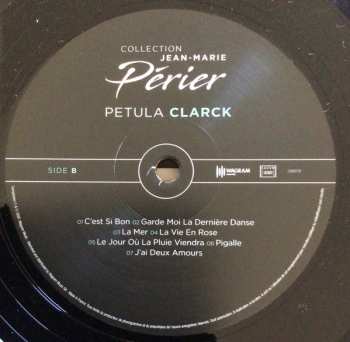 COLLECTION
JEAN-MARIE
Périer
PETULA CLARCK
SIDE B
WAGRAM
01 C'est Si Bon 02 Garde Moi La Dernière Danse
03 La Mer 04 La Vie En Rose
05 Le Jour Où La Pluie Viendra 06 Pigalle
07 J'ai Deux Amours